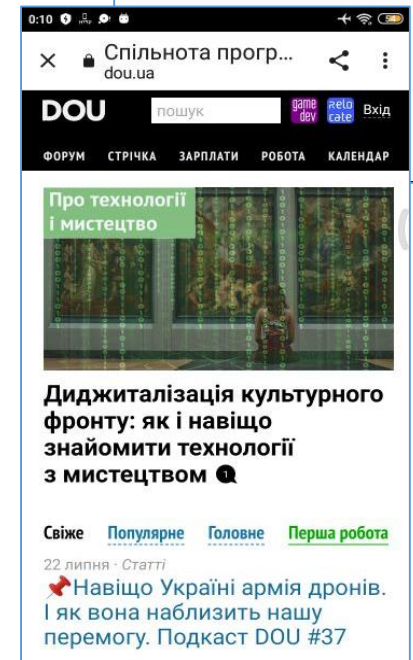 0:10
54
Спільнота прогр...
dou.ua
DOU
пошук
game
dev
Relo
cate
Вхід
ФОРУМ СТРІЧКА ЗАРПЛАТИ РОБОТА КАЛЕНДАР
Про технології
і мистецтво
Диджиталізація культурного
фронту: як і навіщо
знайомити технології
з мистецтвом 1
Свіже Популярне Головне Перша робота
22 липня · Статті
📌Навіщо Україні армія дронів.
І як вона наблизить нашу
перемогу. Подкаст DOU #37